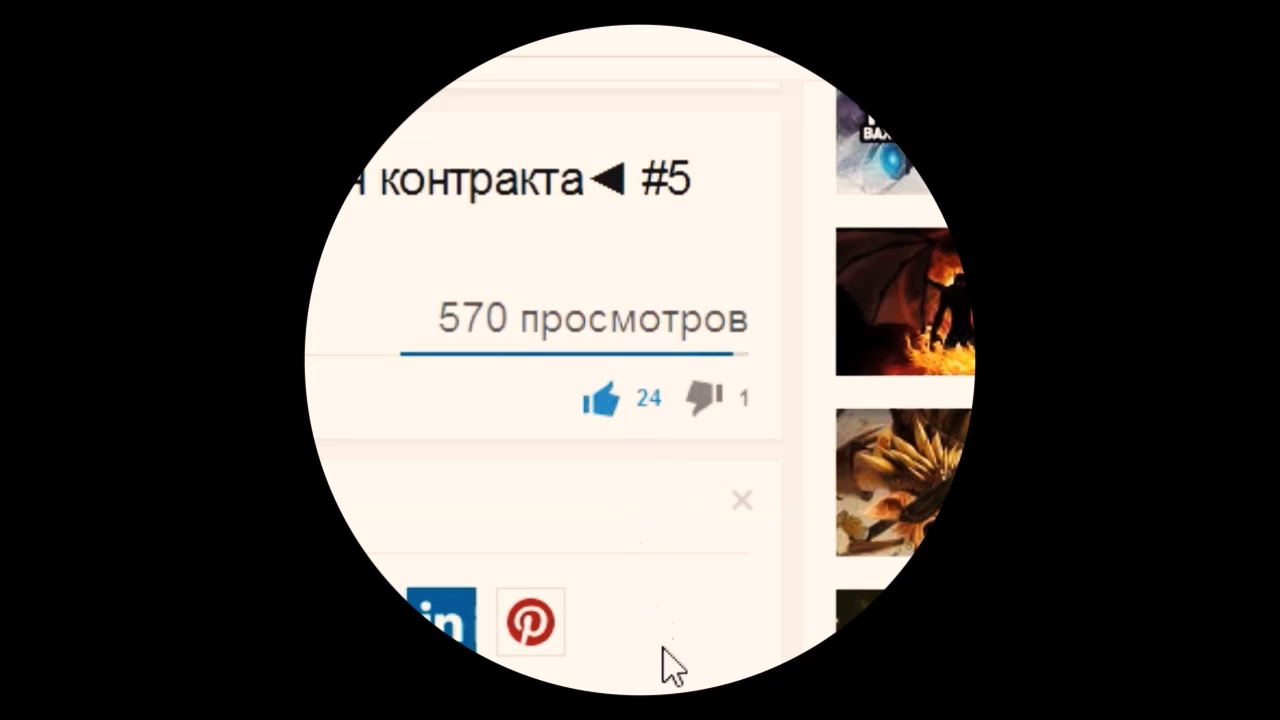 контракта◄ #5
570 просмотров
24 1
in